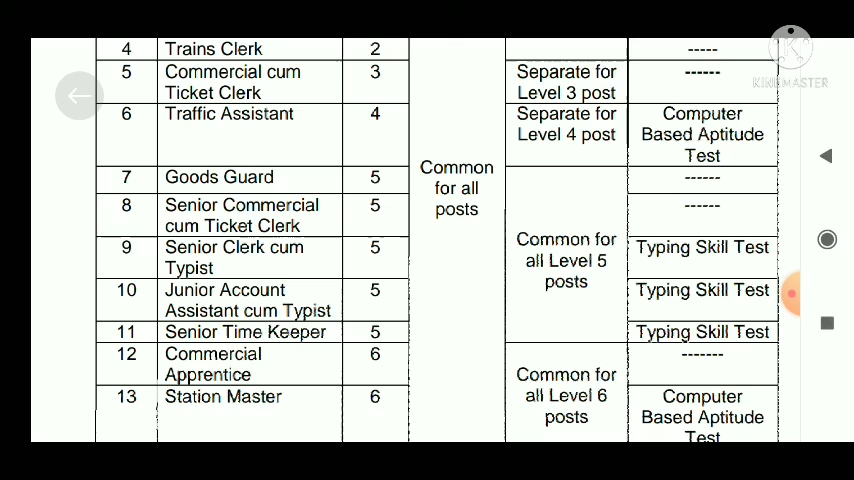 4 Trains Clerk 2 -----
5 Commercial cum Ticket Clerk 3 Separate for Level 3 post ------
6 Traffic Assistant 4 Separate for Level 4 post Computer Based Aptitude Test
Common for all posts
7 Goods Guard 5 ------
8 Senior Commercial cum Ticket Clerk 5 ------
9 Senior Clerk cum Typist 5 Common for all Level 5 posts Typing Skill Test
10 Junior Account Assistant cum Typist 5 Typing Skill Test
11 Senior Time Keeper 5 Typing Skill Test
12 Commercial Apprentice 6 -------
Common for all Level 6 posts
13 Station Master 6 Computer Based Aptitude Test
K
KINEMASTER